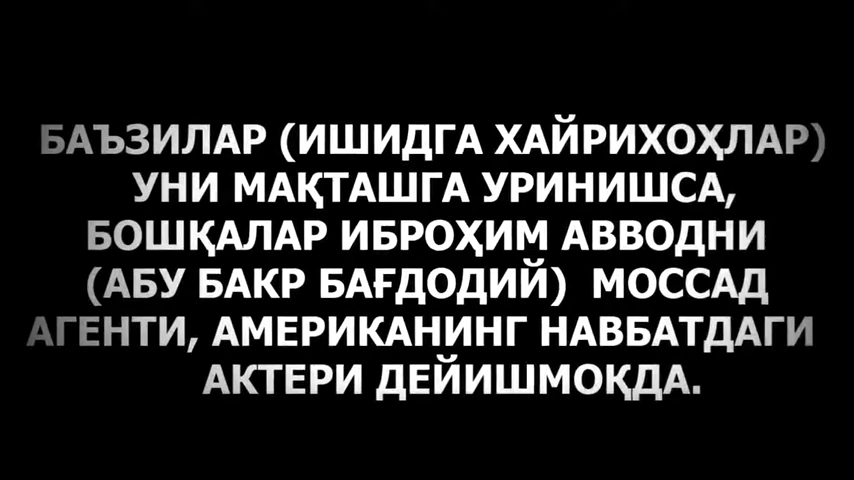 БАЪЗИЛАР (ИШИДГА ХАЙРИХОҲЛАР)
УНИ МАҚТАШГА УРИНИШСА,
БОШҚАЛАР ИБРОҲИМ АВВОДНИ
(АБУ БАКР БАҒДОДИЙ) МОССАД
АГЕНТИ, АМЕРИКАНИНГ НАВБАТДАГИ
АКТЕРИ ДЕЙИШМОҚДА.